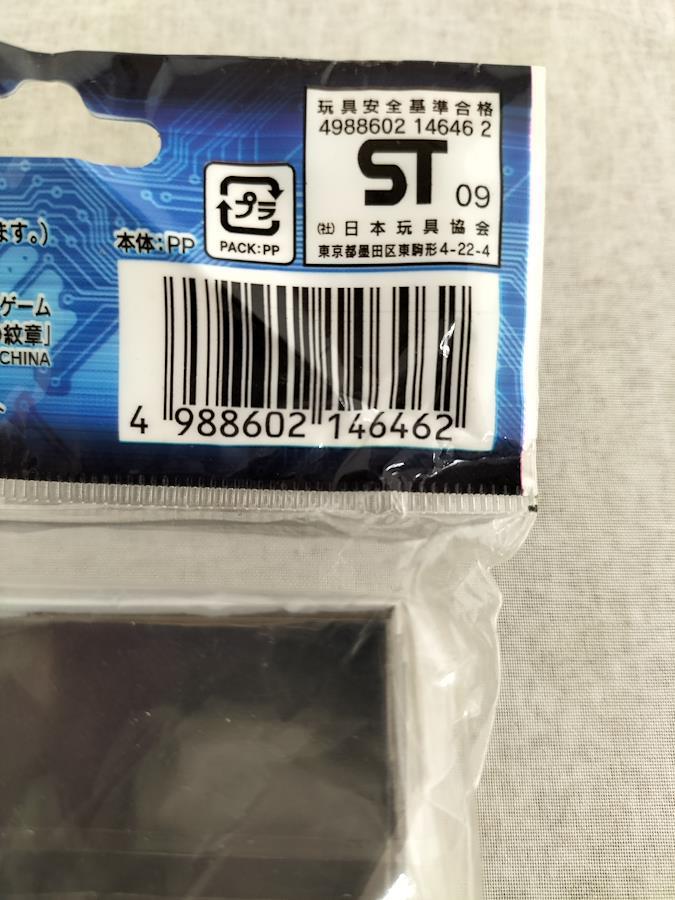 玩具安全基準合格
4988602 14646 2
ST 09
(社)日本玩具協会
東京都墨田区東駒形4-22-4
プラ
PACK:PP
本体:PP
ます。)
ゲーム
紋章」
CHINA
4 988602 146462